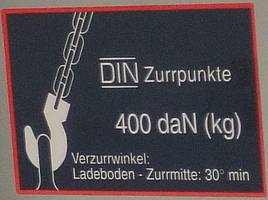 DIN Zurrpunkte
400 daN (kg)
Verzurrwinkel:
Ladeboden - Zurrmitte: 30° min